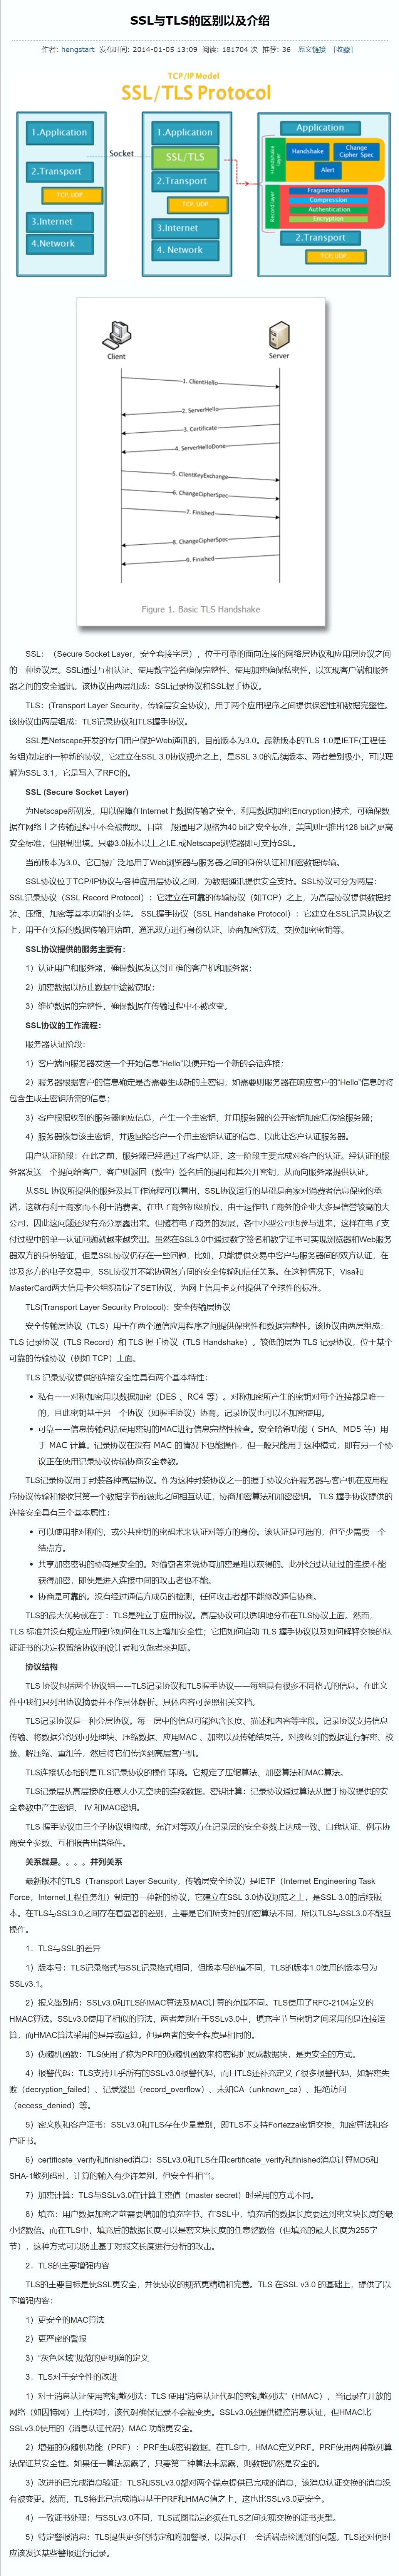 SSL与TLS的区别以及介绍
作者: hengstart 发布时间: 2014-01-05 13:09 阅读: 181704 次 推荐: 36 原文链接 [收藏]
TCP/IP Model
SSL/TLS Protocol
1.Application
2.Transport
TCP, UDP
3.Internet
4.Network
Socket
1.Application
SSL/TLS
2.Transport
TCP, UDP
3.Internet
4. Network
Application
Handshake Layer
Handshake
Change Cipher Spec
Alert
Record Layer
Fragmentation
Compression
Authentication
Encryption
2.Transport
TCP, UDP
Client
Server
1. ClientHello
2. ServerHello
3. Certificate
4. ServerHelloDone
5. ClientKeyExchange
6. ChangeCipherSpec
7. Finished
8. ChangeCipherSpec
9. Finished
Figure 1. Basic TLS Handshake
SSL：（Secure Socket Layer，安全套接字层），位于可靠的面向连接的网络层协议和应用层协议之间
的一种协议层。SSL通过互相认证、使用数字签名确保完整性、使用加密确保私密性，以实现客户端和服务
器之间的安全通讯。该协议由两层组成：SSL记录协议和SSL握手协议。
TLS：(Transport Layer Security，传输层安全协议)，用于两个应用程序之间提供保密性和数据完整性。
该协议由两层组成：TLS记录协议和TLS握手协议。
SSL是Netscape开发的专门用户保护Web通讯的，目前版本为3.0。最新版本的TLS 1.0是IETF(工程任
务组)制定的一种新的协议，它建立在SSL 3.0协议规范之上，是SSL 3.0的后续版本。两者差别极小，可以理
解为SSL 3.1，它是写入了RFC的。
SSL (Secure Socket Layer)
为Netscape所研发，用以保障在Internet上数据传输之安全，利用数据加密(Encryption)技术，可确保数
据在网络上之传输过程中不会被截取。目前一般通用之规格为40 bit之安全标准，美国则已推出128 bit之更高
安全标准，但限制出境。只要3.0版本以上之I.E.或Netscape浏览器即可支持SSL。
当前版本为3.0。它已被广泛地用于Web浏览器与服务器之间的身份认证和加密数据传输。
SSL协议位于TCP/IP协议与各种应用层协议之间，为数据通讯提供安全支持。SSL协议可分为两层：
SSL记录协议（SSL Record Protocol）：它建立在可靠的传输协议（如TCP）之上，为高层协议提供数据封
装、压缩、加密等基本功能的支持。 SSL握手协议（SSL Handshake Protocol）：它建立在SSL记录协议之
上，用于在实际的数据传输开始前，通讯双方进行身份认证、协商加密算法、交换加密密钥等。
SSL协议提供的服务主要有：
1）认证用户和服务器，确保数据发送到正确的客户机和服务器；
2）加密数据以防止数据中途被窃取；
3）维护数据的完整性，确保数据在传输过程中不被改变。
SSL协议的工作流程：
服务器认证阶段：
1）客户端向服务器发送一个开始信息“Hello”以便开始一个新的会话连接；
2）服务器根据客户的信息确定是否需要生成新的主密钥，如需要则服务器在响应客户的“Hello”信息时将
包含生成主密钥所需的信息；
3）客户根据收到的服务器响应信息，产生一个主密钥，并用服务器的公开密钥加密后传给服务器；
4）服务器恢复该主密钥，并返回给客户一个用主密钥认证的信息，以此让客户认证服务器。
用户认证阶段：在此之前，服务器已经通过了客户认证，这一阶段主要完成对客户的认证。经认证的服
务器发送一个提问给客户，客户则返回（数字）签名后的提问和其公开密钥，从而向服务器提供认证。
从SSL 协议所提供的服务及其工作流程可以看出，SSL协议运行的基础是商家对消费者信息保密的承
诺，这就有利于商家而不利于消费者。在电子商务初级阶段，由于运作电子商务的企业大多是信誉较高的大
公司，因此这问题还没有充分暴露出来。但随着电子商务的发展，各中小型公司也参与进来，这样在电子支
付过程中的单一认证问题就越来越突出。虽然在SSL3.0中通过数字签名和数字证书可实现浏览器和Web服务
器双方的身份验证，但是SSL协议仍存在一些问题，比如，只能提供交易中客户与服务器间的双方认证，在
涉及多方的电子交易中，SSL协议并不能协调各方间的安全传输和信任关系。在这种情况下，Visa和
MasterCard两大信用卡公组织制定了SET协议，为网上信用卡支付提供了全球性的标准。
TLS(Transport Layer Security Protocol)：安全传输层协议
安全传输层协议（TLS）用于在两个通信应用程序之间提供保密性和数据完整性。该协议由两层组成：
TLS 记录协议（TLS Record）和 TLS 握手协议（TLS Handshake）。较低的层为 TLS 记录协议，位于某个
可靠的传输协议（例如 TCP）上面。
TLS 记录协议提供的连接安全性具有两个基本特性：
• 私有——对称加密用以数据加密（DES 、RC4 等）。对称加密所产生的密钥对每个连接都是唯一
的，且此密钥基于另一个协议（如握手协议）协商。记录协议也可以不加密使用。
• 可靠——信息传输包括使用密钥的MAC进行信息完整性检查。安全哈希功能（ SHA、MD5 等）用
于 MAC 计算。记录协议在没有 MAC 的情况下也能操作，但一般只能用于这种模式，即有另一个协
议正在使用记录协议传输协商安全参数。
TLS记录协议用于封装各种高层协议。作为这种封装协议之一的握手协议允许服务器与客户机在应用程
序协议传输和接收其第一个数据字节前彼此之间相互认证，协商加密算法和加密密钥。 TLS 握手协议提供的
连接安全具有三个基本属性：
• 可以使用非对称的，或公共密钥的密码术来认证对等方的身份。该认证是可选的，但至少需要一个
结点方。
• 共享加密密钥的协商是安全的。对偷窃者来说协商加密是难以获得的。此外经过认证过的连接不能
获得加密，即使是进入连接中间的攻击者也不能。
• 协商是可靠的。没有经过通信方成员的检测，任何攻击者都不能修改通信协商。
TLS的最大优势就在于：TLS是独立于应用协议。高层协议可以透明地分布在TLS协议上面。然而，
TLS 标准并没有规定应用程序如何在TLS上增加安全性；它把如何启动 TLS 握手协议以及如何解释交换的认
证证书的决定权留给协议的设计者和实施者来判断。
协议结构
TLS 协议包括两个协议组——TLS记录协议和TLS握手协议——每组具有很多不同格式的信息。在此文
件中我们只列出协议摘要并不作具体解析。具体内容可参照相关文档。
TLS记录协议是一种分层协议。每一层中的信息可能包含长度、描述和内容等字段。记录协议支持信息
传输、将数据分段到可处理块、压缩数据、应用MAC 、加密以及传输结果等。对接收到的数据进行解密、校
验、解压缩、重组等，然后将它们传送到高层客户机。
TLS连接状态指的是TLS记录协议的操作环境。它规定了压缩算法、加密算法和MAC算法。
TLS记录层从高层接收任意大小无空块的连续数据。密钥计算：记录协议通过算法从握手协议提供的安
全参数中产生密钥、 IV 和MAC密钥。
TLS 握手协议由三个子协议组构成，允许对等双方在记录层的安全参数上达成一致、自我认证、例示协
商安全参数、互相报告出错条件。
关系就是。。。。并列关系
最新版本的TLS（Transport Layer Security，传输层安全协议）是IETF（Internet Engineering Task
Force，Internet工程任务组）制定的一种新的协议，它建立在SSL 3.0协议规范之上，是SSL 3.0的后续版
本。在TLS与SSL3.0之间存在着显著的差别，主要是它们所支持的加密算法不同，所以TLS与SSL3.0不能互
操作。
1．TLS与SSL的差异
1）版本号：TLS记录格式与SSL记录格式相同，但版本号的值不同，TLS的版本1.0使用的版本号为
SSLv3.1。
2）报文鉴别码：SSLv3.0和TLS的MAC算法及MAC计算的范围不同。TLS使用了RFC-2104定义的
HMAC算法。SSLv3.0使用了相似的算法，两者差别在于SSLv3.0中，填充字节与密钥之间采用的是连接运
算，而HMAC算法采用的是异或运算。但是两者的安全程度是相同的。
3）伪随机函数：TLS使用了称为PRF的伪随机函数来将密钥扩展成数据块，是更安全的方式。
4）报警代码：TLS支持几乎所有的SSLv3.0报警代码，而且TLS还补充定义了很多报警代码，如解密失
败（decryption_failed）、记录溢出（record_overflow）、未知CA（unknown_ca）、拒绝访问
（access_denied）等。
5）密文族和客户证书：SSLv3.0和TLS存在少量差别，即TLS不支持Fortezza密钥交换、加密算法和客
户证书。
6）certificate_verify和finished消息：SSLv3.0和TLS在用certificate_verify和finished消息计算MD5和
SHA-1散列码时，计算的输入有少许差别，但安全性相当。
7）加密计算：TLS与SSLv3.0在计算主密值（master secret）时采用的方式不同。
8）填充：用户数据加密之前需要增加的填充字节。在SSL中，填充后的数据长度要达到密文块长度的最
小整数倍。而在TLS中，填充后的数据长度可以是密文块长度的任意整数倍（但填充的最大长度为255字
节），这种方式可以防止基于对报文长度进行分析的攻击。
2．TLS的主要增强内容
TLS的主要目标是使SSL更安全，并使协议的规范更精确和完善。TLS 在SSL v3.0 的基础上，提供了以
下增强内容：
1）更安全的MAC算法
2）更严密的警报
3）“灰色区域”规范的更明确的定义
3．TLS对于安全性的改进
1）对于消息认证使用密钥散列法：TLS 使用“消息认证代码的密钥散列法”（HMAC），当记录在开放的
网络（如因特网）上传送时，该代码确保记录不会被变更。SSLv3.0还提供键控消息认证，但HMAC比
SSLv3.0使用的（消息认证代码）MAC 功能更安全。
2）增强的伪随机功能（PRF）：PRF生成密钥数据。在TLS中，HMAC定义PRF。PRF使用两种散列算
法保证其安全性。如果任一算法暴露了，只要第二种算法未暴露，则数据仍然是安全的。
3）改进的已完成消息验证：TLS和SSLv3.0都对两个端点提供已完成的消息，该消息认证交换的消息没
有被变更。然而，TLS将此已完成消息基于PRF和HMAC值之上，这也比SSLv3.0更安全。
4）一致证书处理：与SSLv3.0不同，TLS试图指定必须在TLS之间实现交换的证书类型。
5）特定警报消息：TLS提供更多的特定和附加警报，以指示任一会话端点检测到的问题。TLS还对何时
应该发送某些警报进行记录。